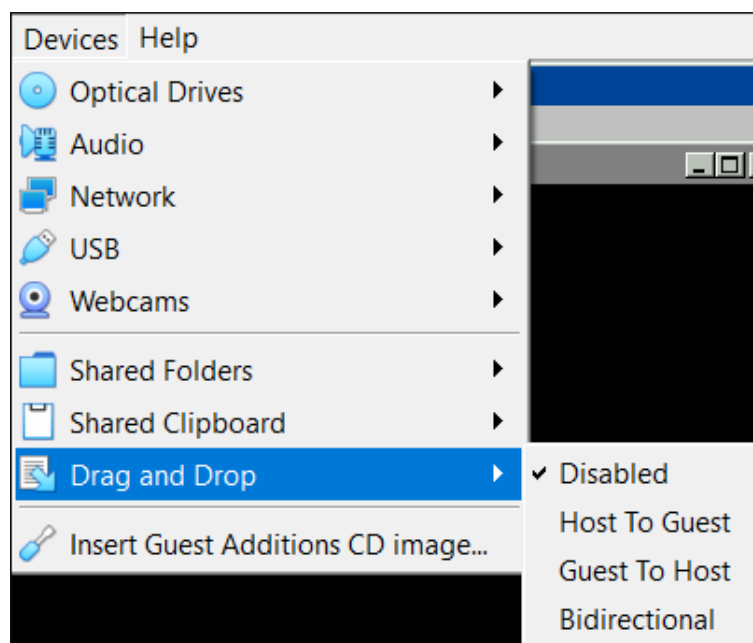 Devices Help
Optical Drives
Audio
Network
USB
Webcams
Shared Folders
Shared Clipboard
Drag and Drop
Insert Guest Additions CD image...
Disabled
Host To Guest
Guest To Host
Bidirectional